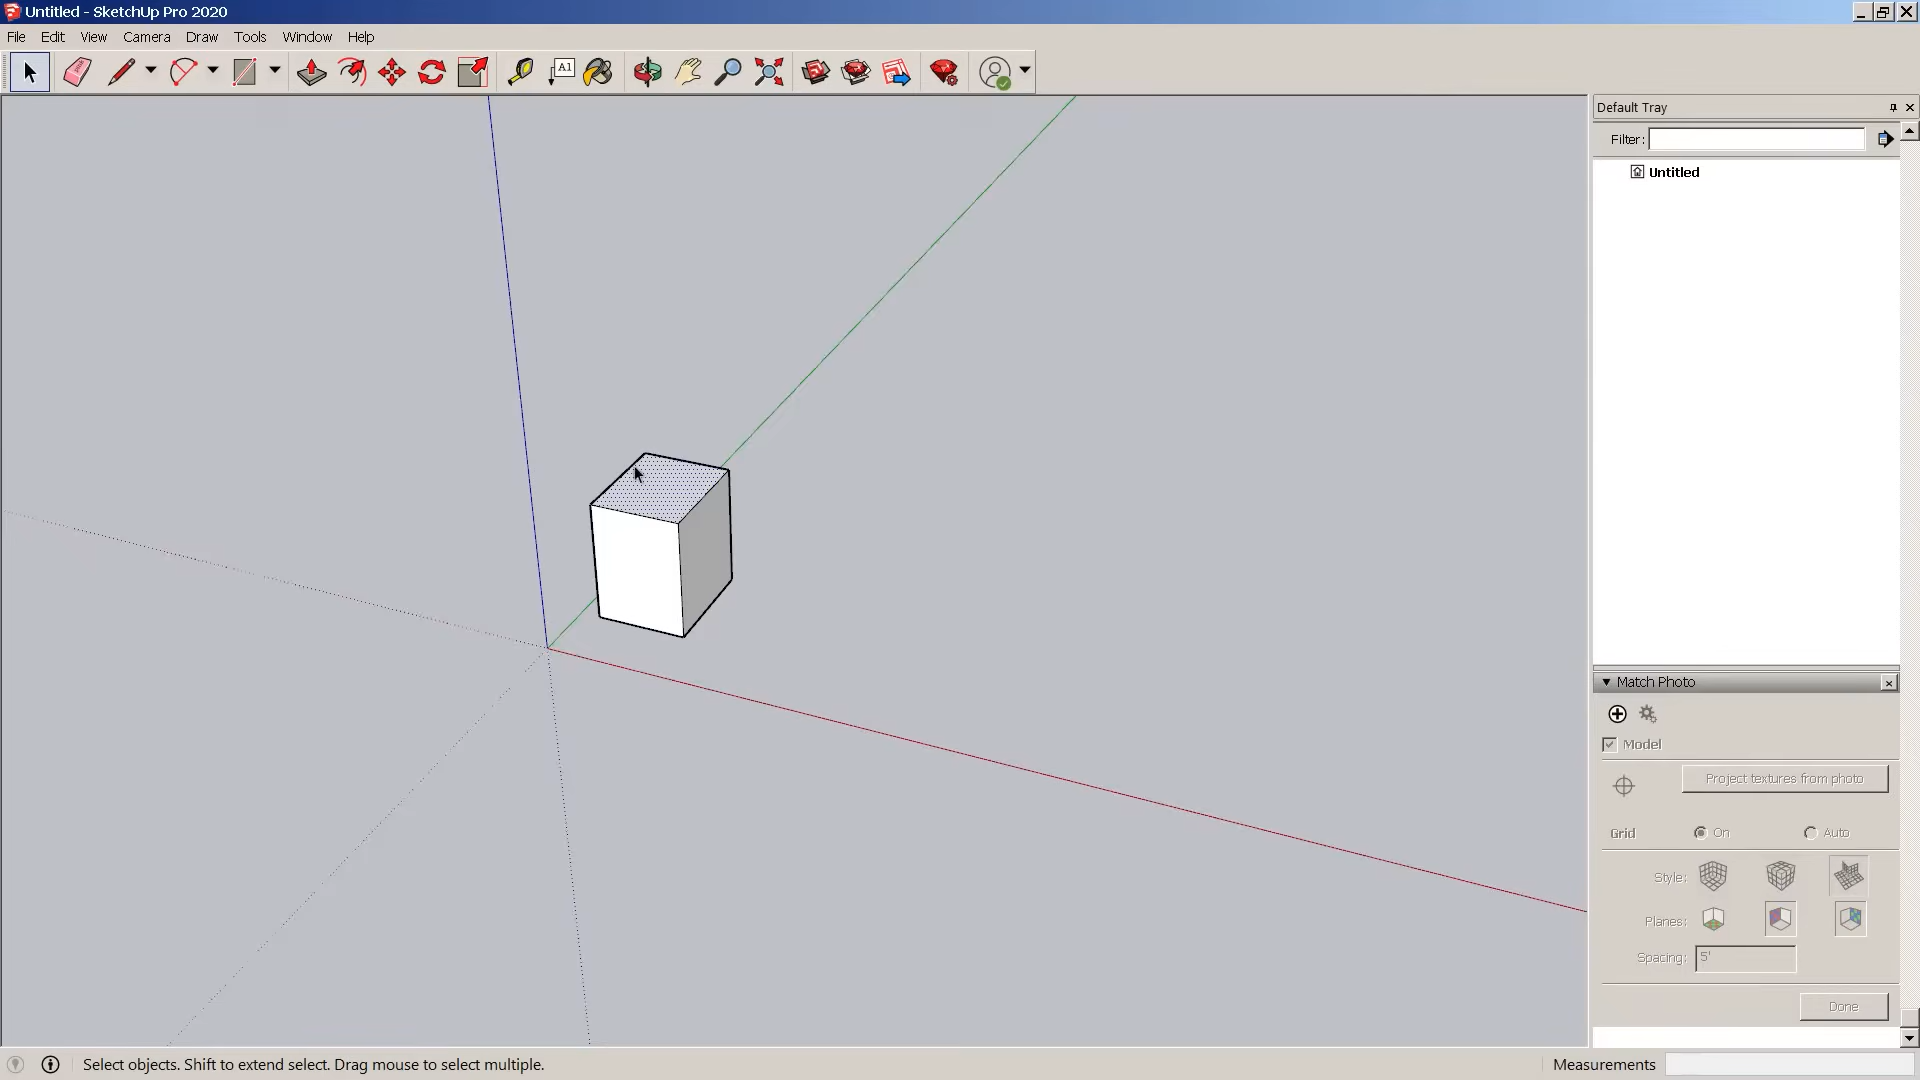 Untitled - SketchUp Pro 2020
File Edit View Camera Draw Tools Window Help
A1
Default Tray
Filter:
Untitled
Match Photo
Model
Project textures from photo
Grid On Auto
Style:
Planes:
Spacing: 5'
Done
Select objects. Shift to extend select. Drag mouse to select multiple.
Measurements